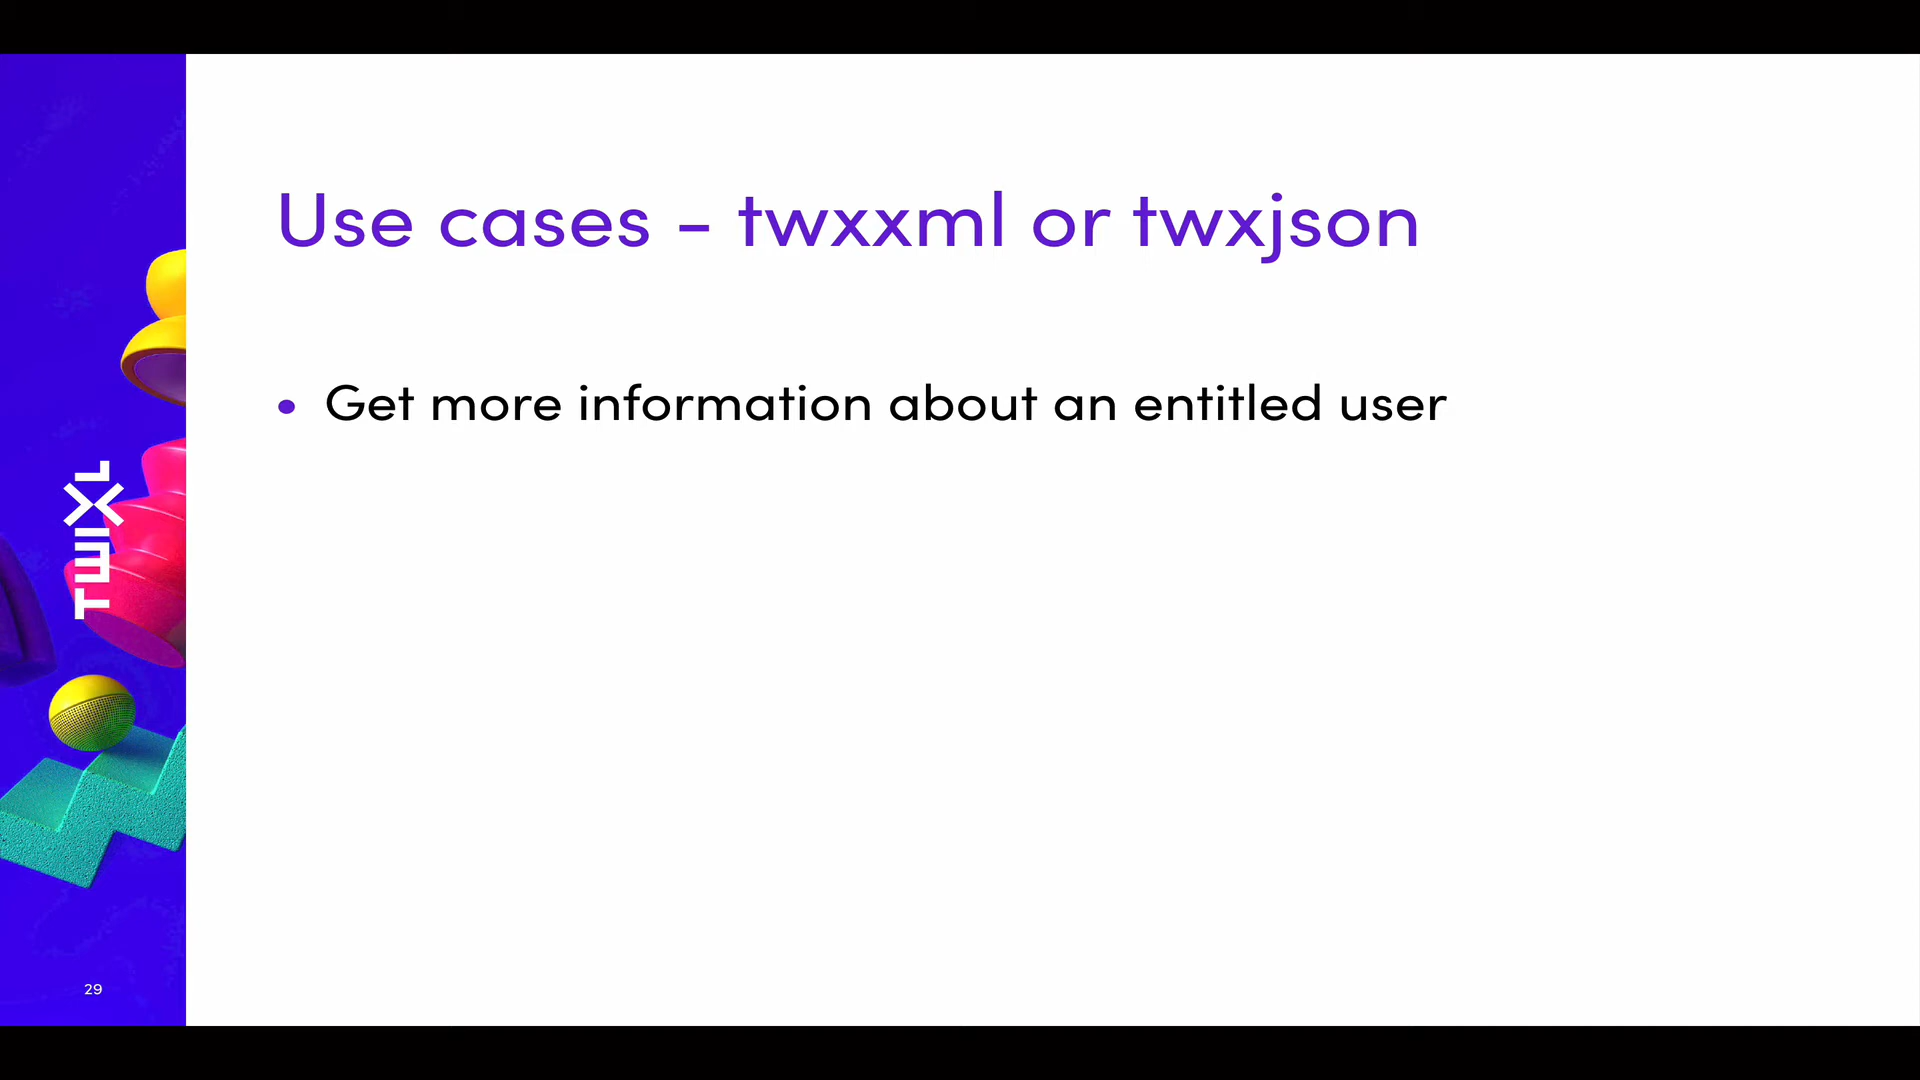 Use cases - twxxml or twxjson
• Get more information about an entitled user
TWIXL
29